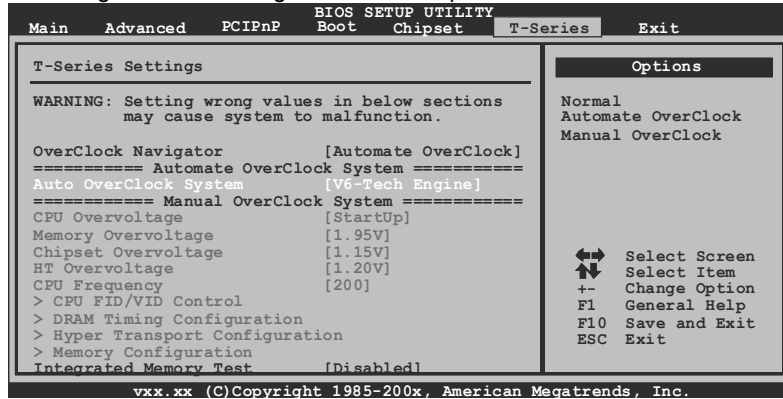 BIOS SETUP UTILITY
Main Advanced PCIPnP Boot Chipset T-Series Exit
T-Series Settings
WARNING: Setting wrong values in below sections
may cause system to malfunction.
OverClock Navigator [Automate OverClock]
=========== Automate OverClock System ===========
Auto OverClock System [V6-Tech Engine]
============ Manual OverClock System ============
CPU Overvoltage [StartUp]
Memory Overvoltage [1.95V]
Chipset Overvoltage [1.15V]
HT Overvoltage [1.20V]
CPU Frequency [200]
> CPU FID/VID Control
> DRAM Timing Configuration
> Hyper Transport Configuration
> Memory Configuration
Integrated Memory Test [Disabled]
Options
Normal
Automate OverClock
Manual OverClock
Select Screen
Select Item
+- Change Option
F1 General Help
F10 Save and Exit
ESC Exit
vxx.xx (C)Copyright 1985-200x, American Megatrends, Inc.